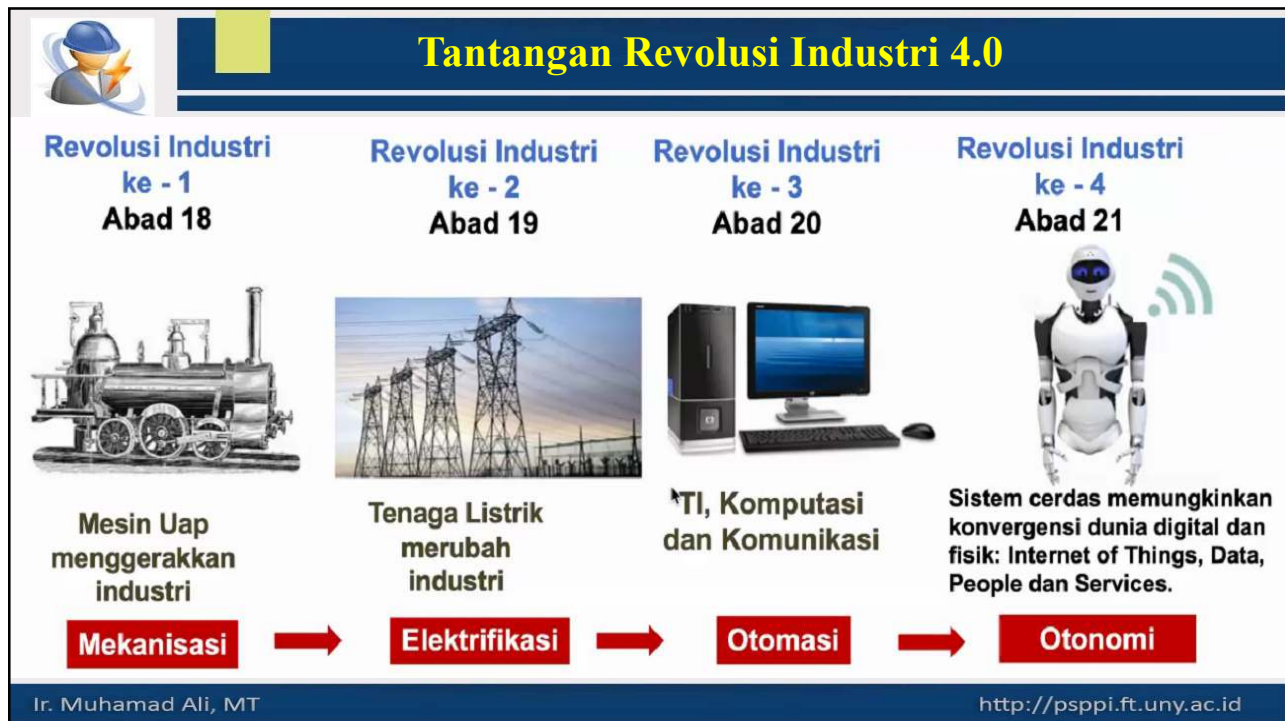 Tantangan Revolusi Industri 4.0
Revolusi Industri
ke - 1
Abad 18
Mesin Uap
menggerakkan
industri
Mekanisasi
Revolusi Industri
ke - 2
Abad 19
Tenaga Listrik
merubah
industri
Elektrifikasi
Revolusi Industri
ke - 3
Abad 20
TI, Komputasi
dan Komunikasi
Otomasi
Revolusi Industri
ke - 4
Abad 21
Sistem cerdas memungkinkan
konvergensi dunia digital dan
fisik: Internet of Things, Data,
People dan Services.
Otonomi
Ir. Muhamad Ali, MT
http://psppi.ft.uny.ac.id